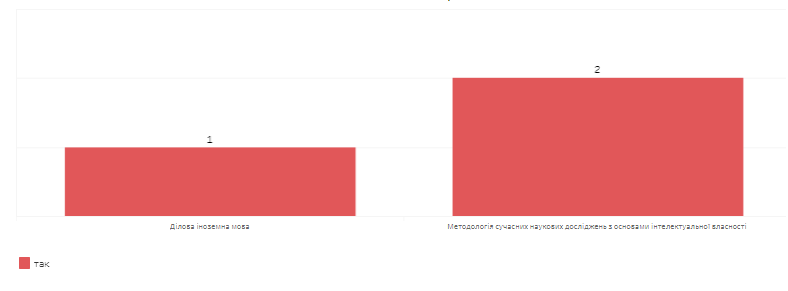 2
1
Ділова іноземна мова
Методологія сучасних наукових досліджень з основами інтелектуальної власності
так